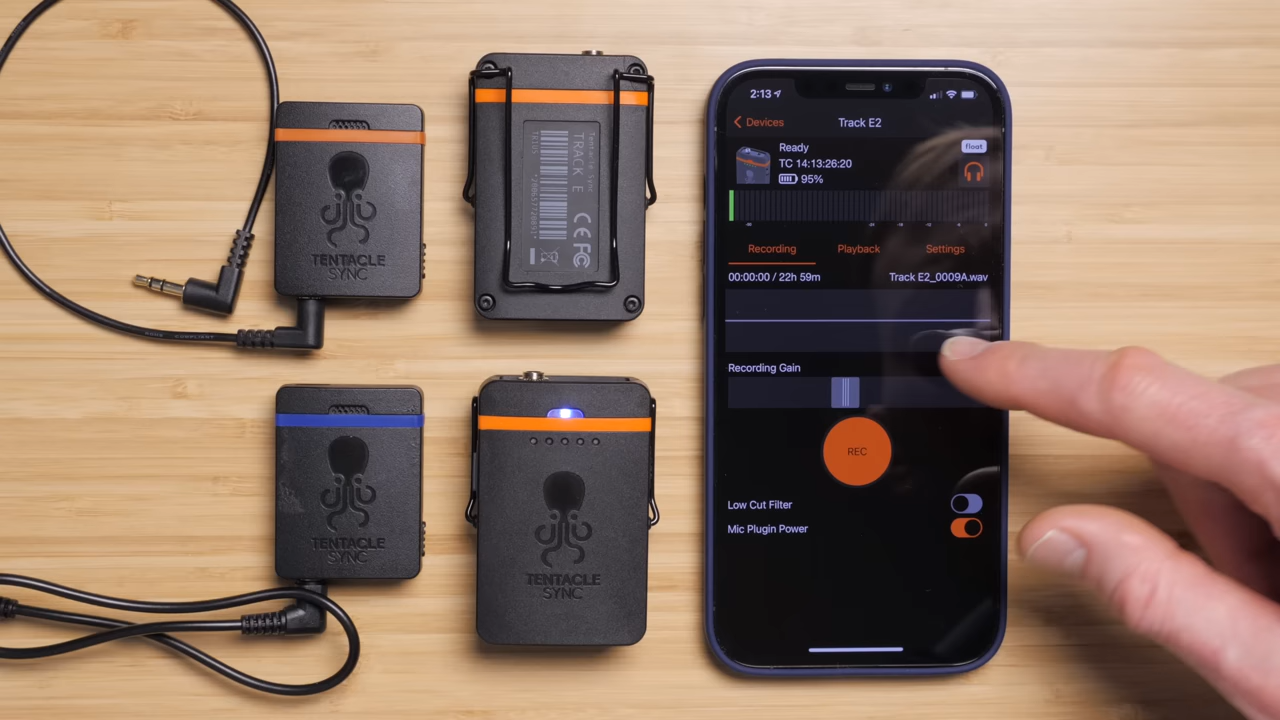 TENTACLE
SYNC
Tentacle Sync
TRACK E
CE FC
TENTACLE
SYNC
TENTACLE
SYNC
2:13
Devices
Track E2
Ready
float
TC 14:13:26:20
95%
Recording
Playback
Settings
00:00:00 / 22h 59m
Track E2_0009A.wav
Recording Gain
REC
Low Cut Filter
Mic Plugin Power